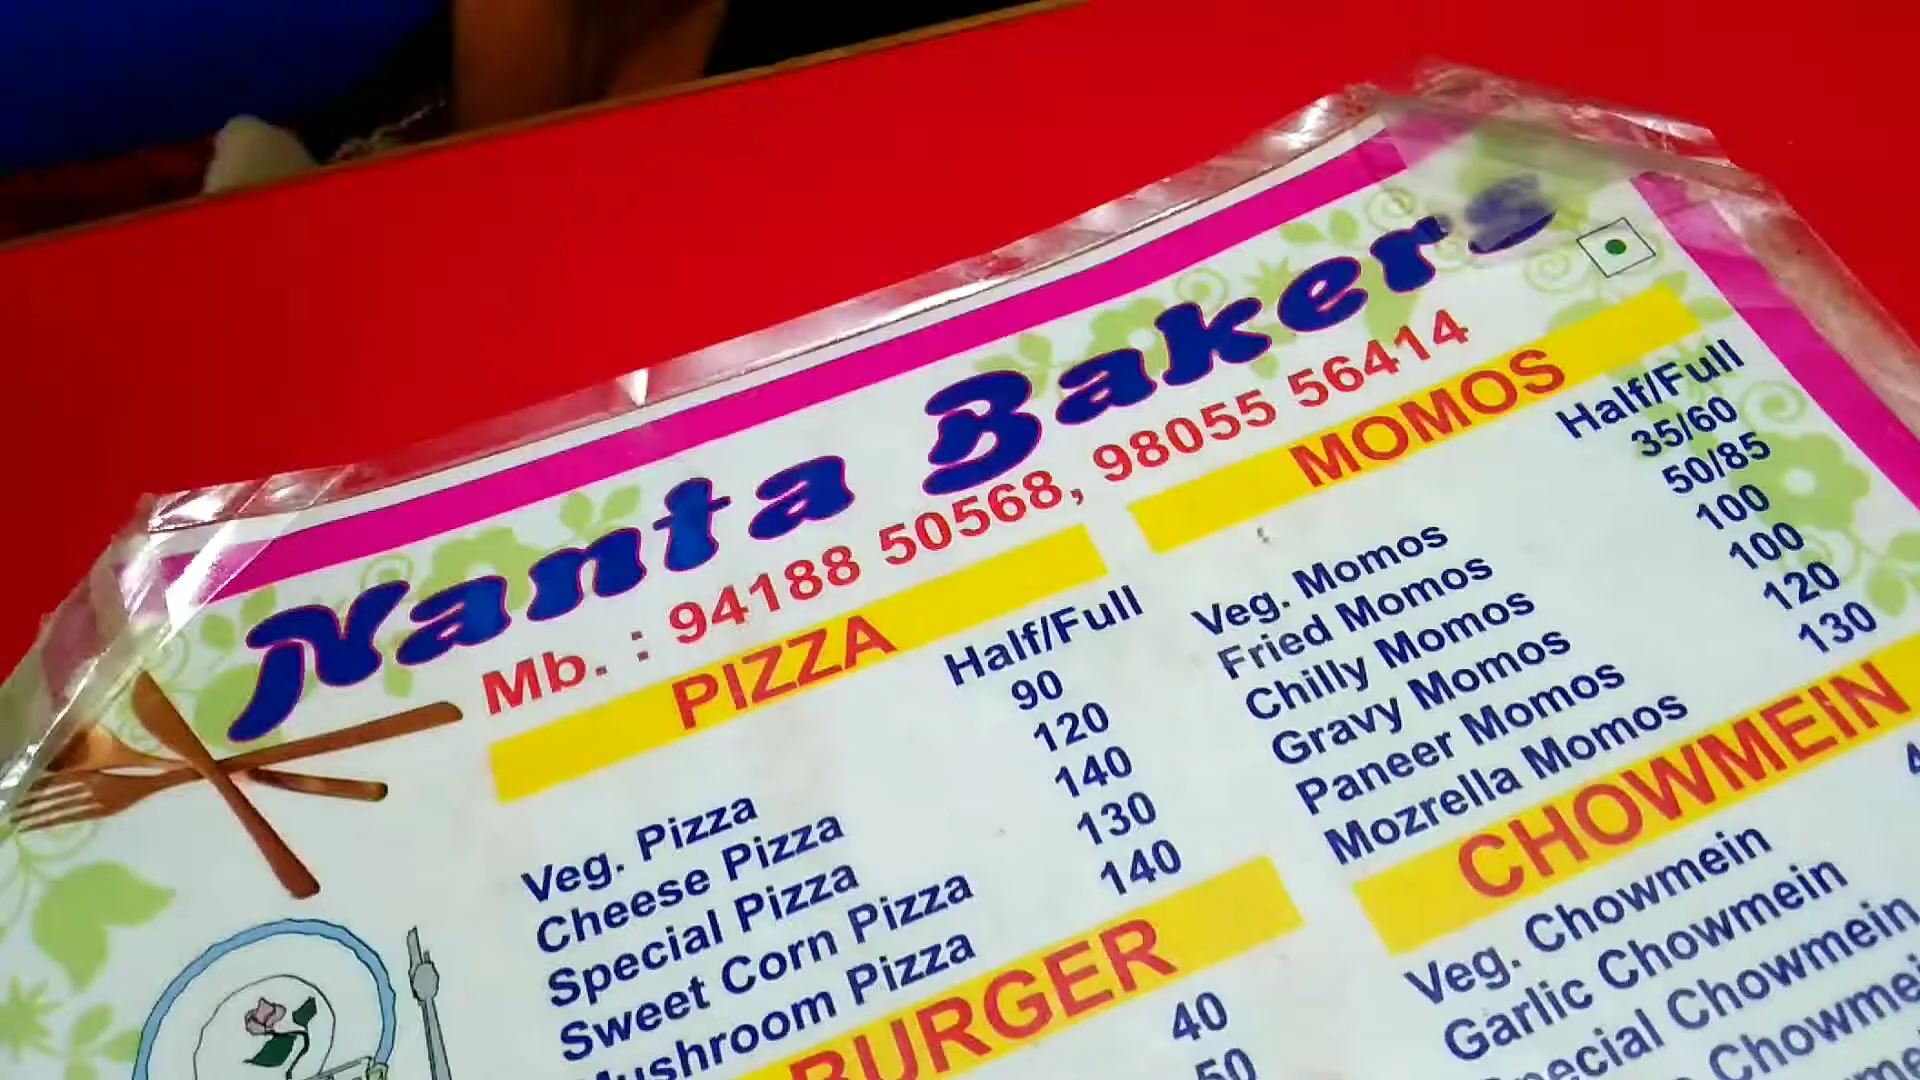 Nanta Bakers
Mb. : 94188 50568, 98055 56414
PIZZA
Half/Full
Veg. Pizza 90
Cheese Pizza 120
Special Pizza 140
Sweet Corn Pizza 130
Mushroom Pizza 140
BURGER
40
50
MOMOS
Half/Full
Veg. Momos 35/60
Fried Momos 50/85
Chilly Momos 100
Gravy Momos 100
Paneer Momos 120
Mozrella Momos 130
CHOWMEIN
Veg. Chowmein
Garlic Chowmein
Special Chowmein